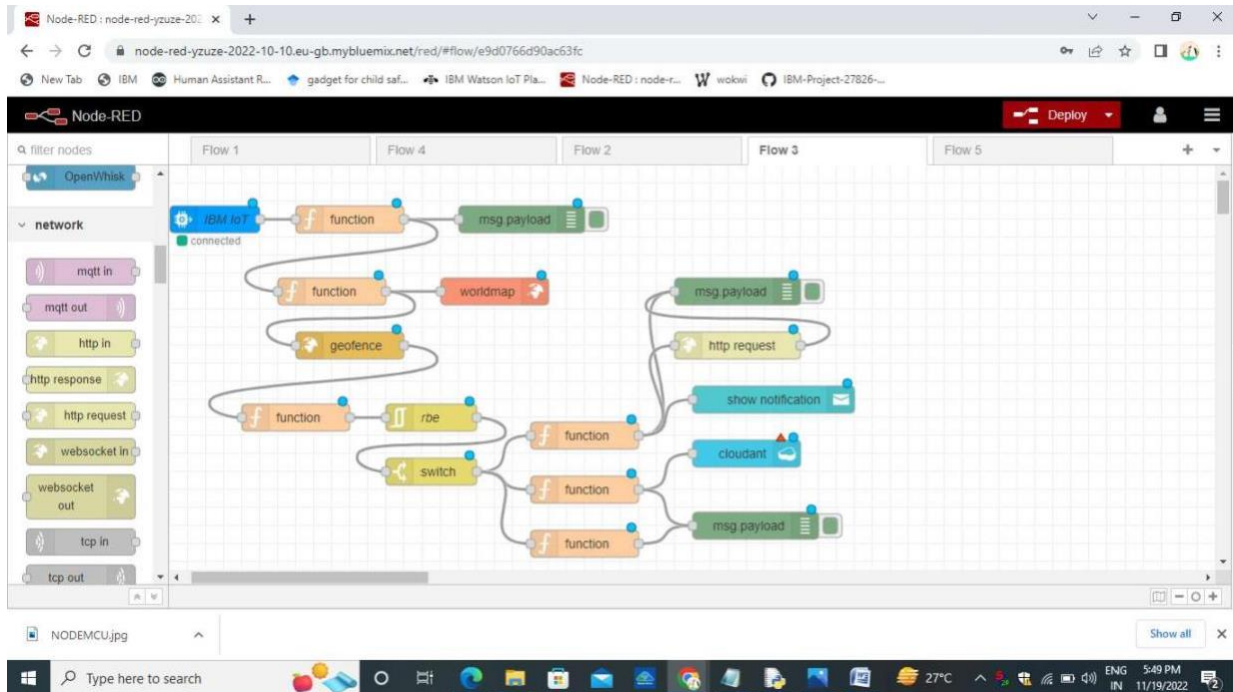 Node-RED : node-red-yzuze-202
node-red-yzuze-2022-10-10.eu-gb.mybluemix.net/red/#flow/e9d0766d90ac63fc
New Tab IBM Human Assistant R... gadget for child saf... IBM Watson IoT Pla... Node-RED : node-r... wokwi IBM-Project-27826-...
Node-RED Deploy
filter nodes Flow 1 Flow 4 Flow 2 Flow 3 Flow 5
OpenWhisk
network
IBM IoT function msg.payload
connected
mqtt in
function worldmap msg.payload
mqtt out
http in geofence http request
http response
show notification
http request function rbe
function
websocket in cloudant
switch
websocket
out
function
msg.payload
tcp in function
tcp out
NODEMCU.jpg Show all
Type here to search 27°C ENG 5:49 PM
IN 11/19/2022